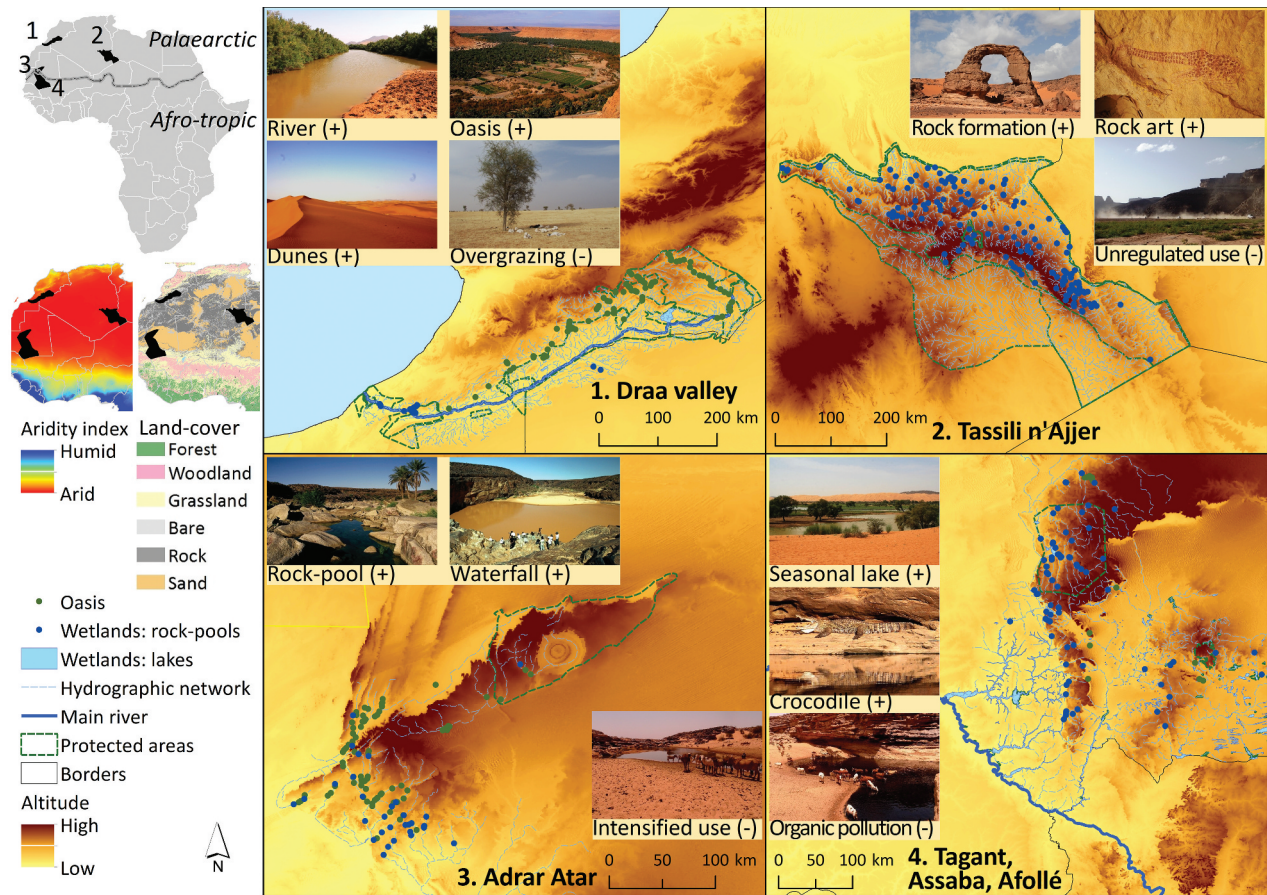 1
2
3
4
Palaearctic
Afro-tropic
Aridity index
Humid
Arid
Land-cover
Forest
Woodland
Grassland
Bare
Rock
Sand
Oasis
Wetlands: rock-pools
Wetlands: lakes
Hydrographic network
Main river
Protected areas
Borders
Altitude
High
Low
N
River (+)
Oasis (+)
Dunes (+)
Overgrazing (-)
1. Draa valley
0 100 200 km
Rock formation (+)
Rock art (+)
Unregulated use (-)
0 100 200 km
2. Tassili n'Ajjer
Rock-pool (+)
Waterfall (+)
Intensified use (-)
3. Adrar Atar
0 50 100 km
Seasonal lake (+)
Crocodile (+)
Organic pollution (-)
0 50 100 km
4. Tagant,
Assaba, Afollé